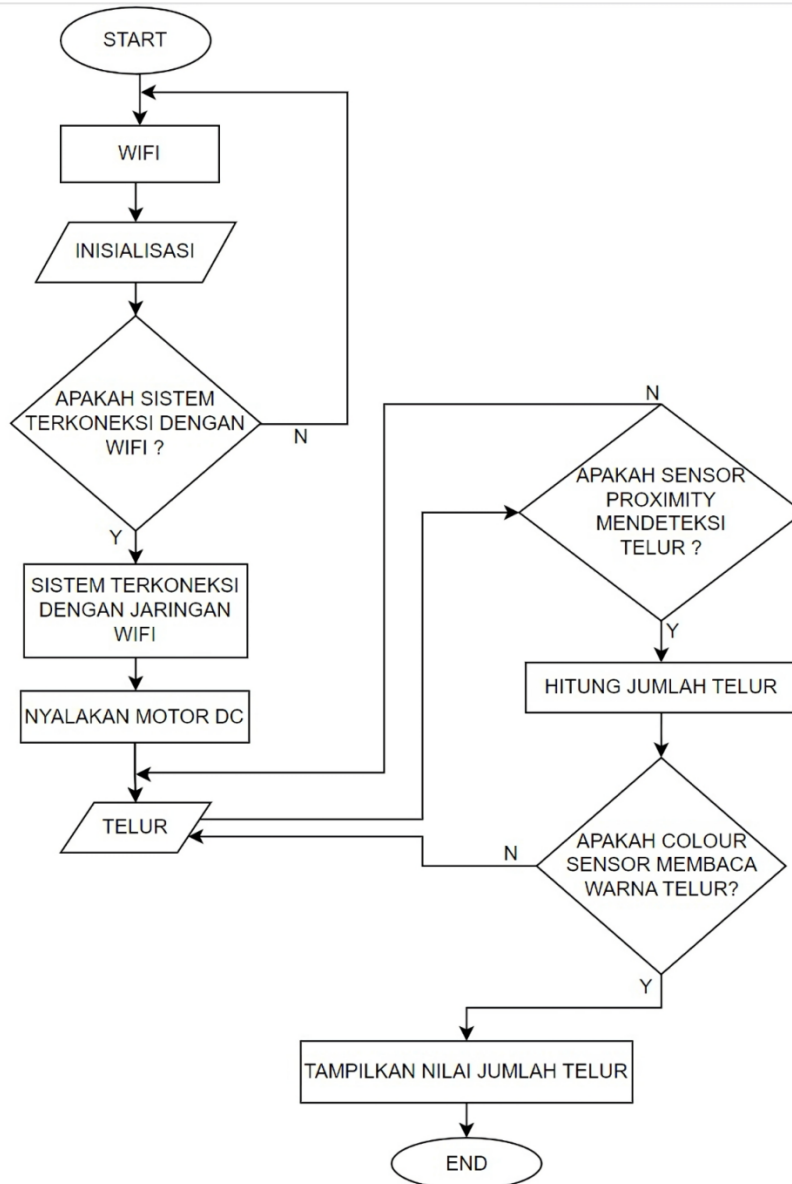 START
WIFI
INISIALISASI
APAKAH SISTEM
TERKONEKSI DENGAN
WIFI ?
N
Y
SISTEM TERKONEKSI
DENGAN JARINGAN
WIFI
NYALAKAN MOTOR DC
TELUR
N
APAKAH SENSOR
PROXIMITY
MENDETEKSI
TELUR ?
Y
HITUNG JUMLAH TELUR
APAKAH COLOUR
SENSOR MEMBACA
WARNA TELUR?
N
Y
TAMPILKAN NILAI JUMLAH TELUR
END